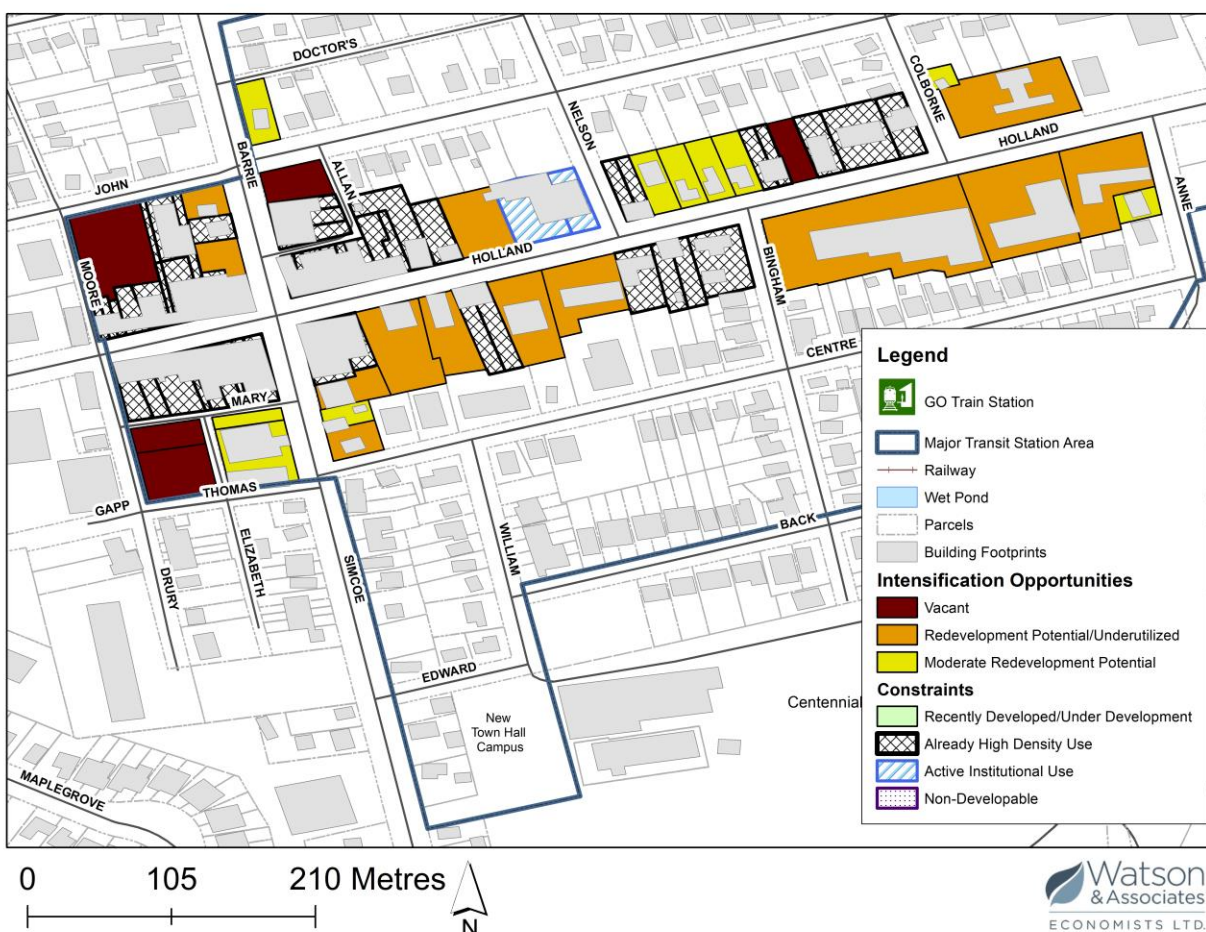 DOCTOR'S
COLBORNE
NELSON
HOLLAND
BARRIE
ALLAN
JOHN
ANNE
MOORE
HOLLAND
BINGHAM
CENTRE
MARY
THOMAS
GAPP
BACK
WILLIAM
ELIZABETH
SIMCOE
DRURY
EDWARD
New
Town Hall
Campus
Centennial
MAPLEGROVE
Legend
GO Train Station
Major Transit Station Area
Railway
Wet Pond
Parcels
Building Footprints
Intensification Opportunities
Vacant
Redevelopment Potential/Underutilized
Moderate Redevelopment Potential
Constraints
Recently Developed/Under Development
Already High Density Use
Active Institutional Use
Non-Developable
0 105 210 Metres
N
Watson
& Associates
ECONOMISTS LTD.